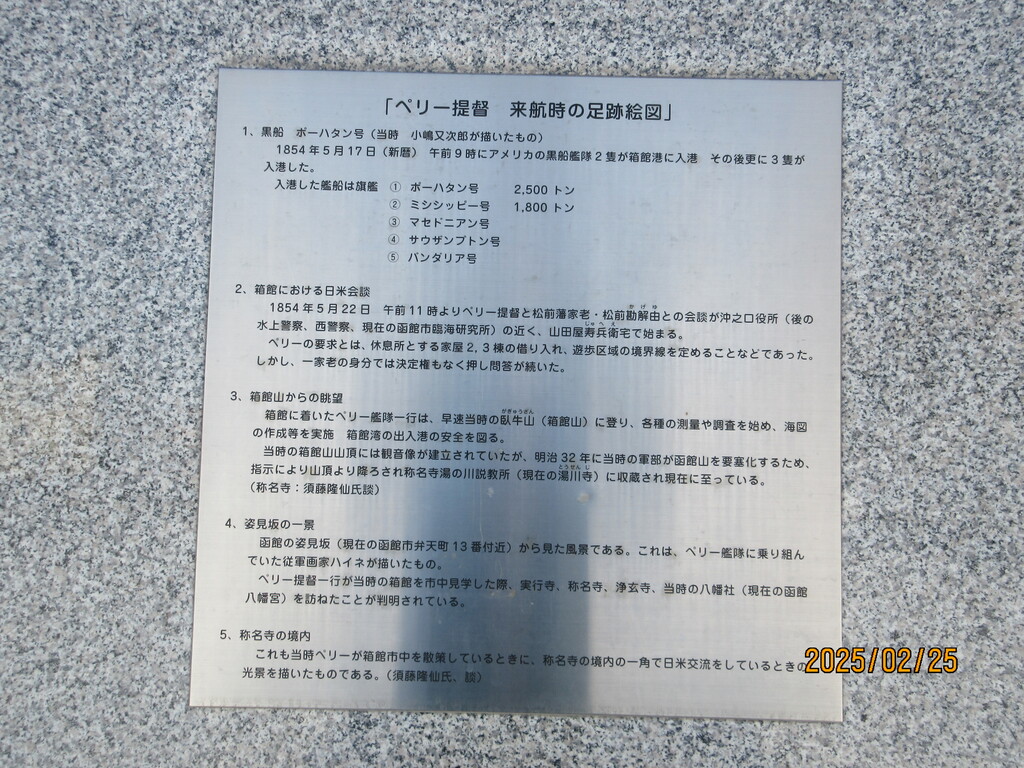 「ペリー提督 来航時の足跡絵図」
1、黒船 ポーハタン号（当時 小嶋又次郎が描いたもの）
1854年5月17日（新暦） 午前9時にアメリカの黒船艦隊2隻が箱館港に入港 その後更に3隻が
入港した。
入港した艦船は旗艦 ① ポーハタン号 2,500トン
② ミシシッピー号 1,800トン
③ マセドニアン号
④ サウザンプトン号
⑤ バンダリア号
2、箱館における日米会談
1854年5月22日 午前11時よりペリー提督と松前藩家老・松前勘解由との会談が沖之口役所（後の
水上警察、西警察、現在の函館市臨海研究所）の近く、山田屋寿兵衛宅で始まる。
ペリーの要求とは、休息所とする家屋2,3棟の借り入れ、遊歩区域の境界線を定めることなどであった。
しかし、一家老の身分では決定権もなく押し問答が続いた。
3、箱館山からの眺望
箱館に着いたペリー艦隊一行は、早速当時の臥牛山（箱館山）に登り、各種の測量や調査を始め、海図
の作成等を実施 箱館湾の出入港の安全を図る。
当時の箱館山山頂には観音像が建立されていたが、明治32年に当時の軍部が函館山を要塞化するため、
指示により山頂より降ろされ称名寺湯の川説教所（現在の湯川寺）に収蔵され現在に至っている。
（称名寺：須藤隆仙氏談）
4、姿見坂の一景
函館の姿見坂（現在の函館市弁天町13番付近）から見た風景である。これは、ペリー艦隊に乗り組ん
でいた従軍画家ハイネが描いたもの。
ペリー提督一行が当時の箱館を市中見学した際、実行寺、称名寺、浄玄寺、当時の八幡社（現在の函館
八幡宮）を訪ねたことが判明されている。
5、称名寺の境内
これも当時ペリーが箱館市中を散策しているときに、称名寺の境内の一角で日米交流をしているときの
光景を描いたものである。（須藤隆仙氏、談）
2025/02/25